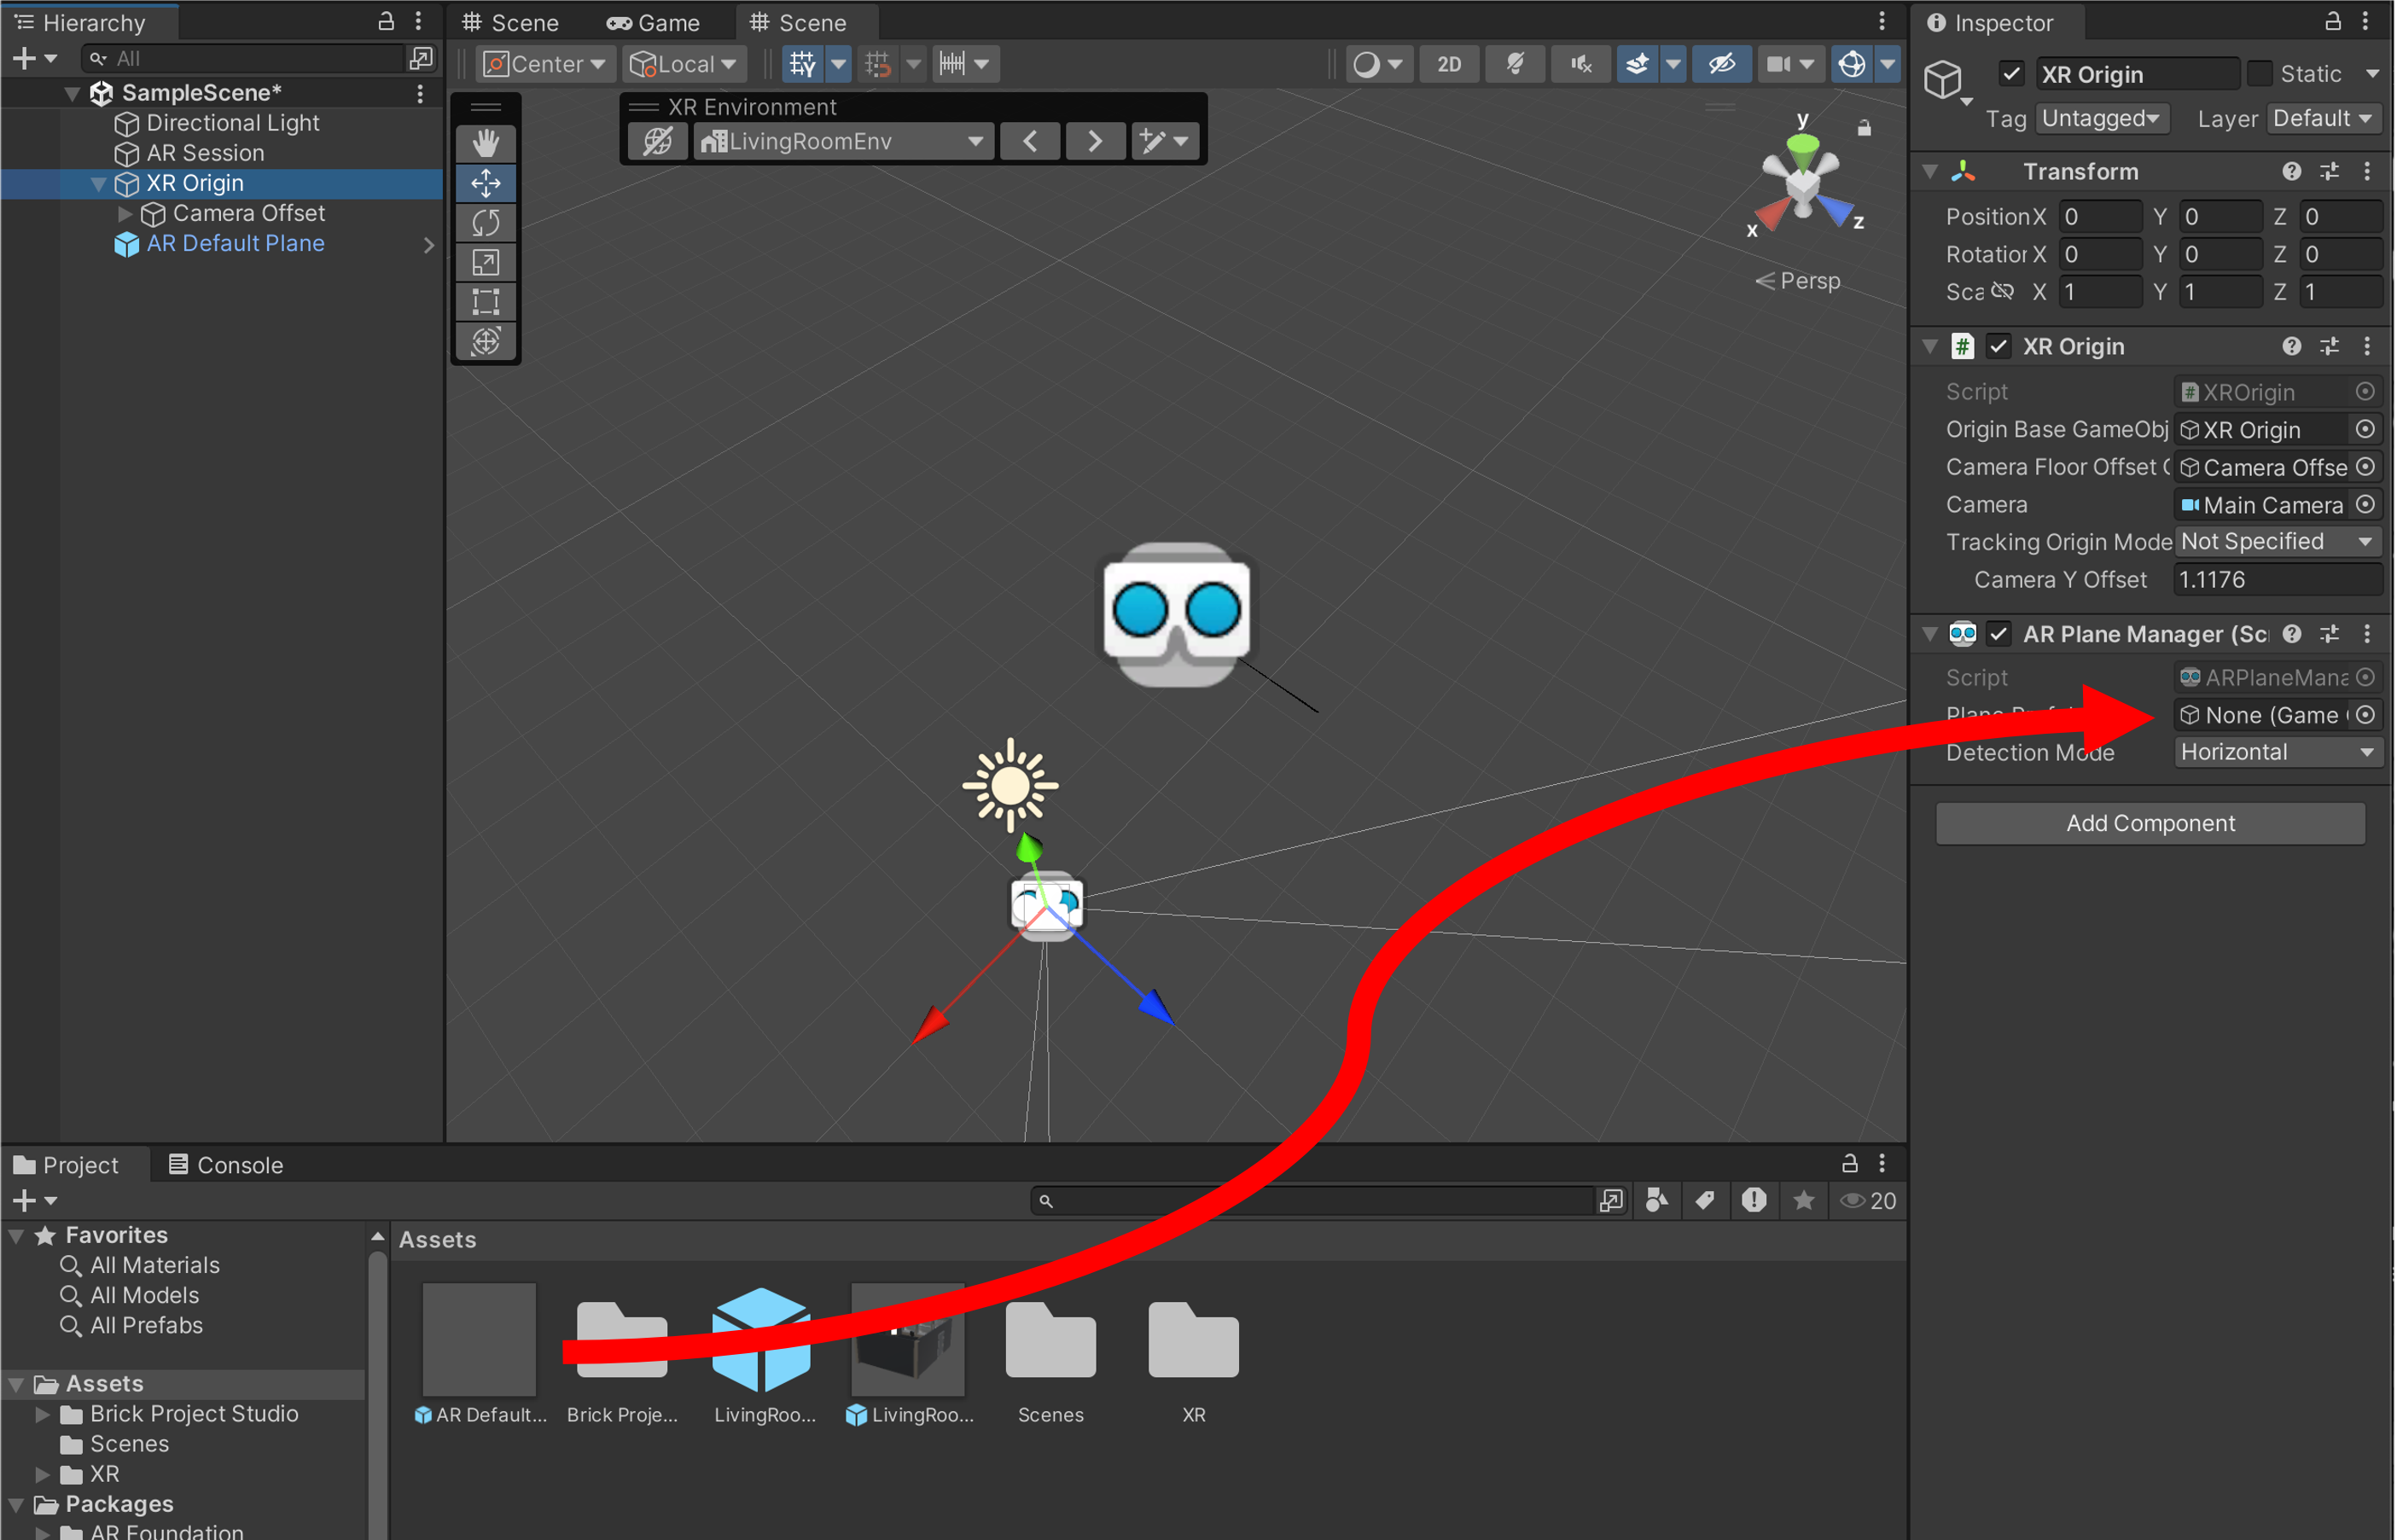 Hierarchy
All
SampleScene*
Directional Light
AR Session
XR Origin
Camera Offset
AR Default Plane
Scene
Game
Scene
Center
Local
2D
XR Environment
LivingRoomEnv
y
x
z
Persp
Inspector
XR Origin
Static
Tag Untagged Layer Default
Transform
Position X 0 Y 0 Z 0
Rotation X 0 Y 0 Z 0
Sca X 1 Y 1 Z 1
XR Origin
Script XROrigin
Origin Base GameObj XR Origin
Camera Floor Offset Camera Offse
Camera Main Camera
Tracking Origin Mode Not Specified
Camera Y Offset 1.1176
AR Plane Manager (Sc
Script ARPlaneMana
None (Game
Detection Mode Horizontal
Add Component
Project
Console
20
Favorites
All Materials
All Models
All Prefabs
Assets
Brick Project Studio
Scenes
XR
Packages
AR Foundation
Assets
AR Default...
Brick Proje...
LivingRoo...
LivingRoo...
Scenes
XR